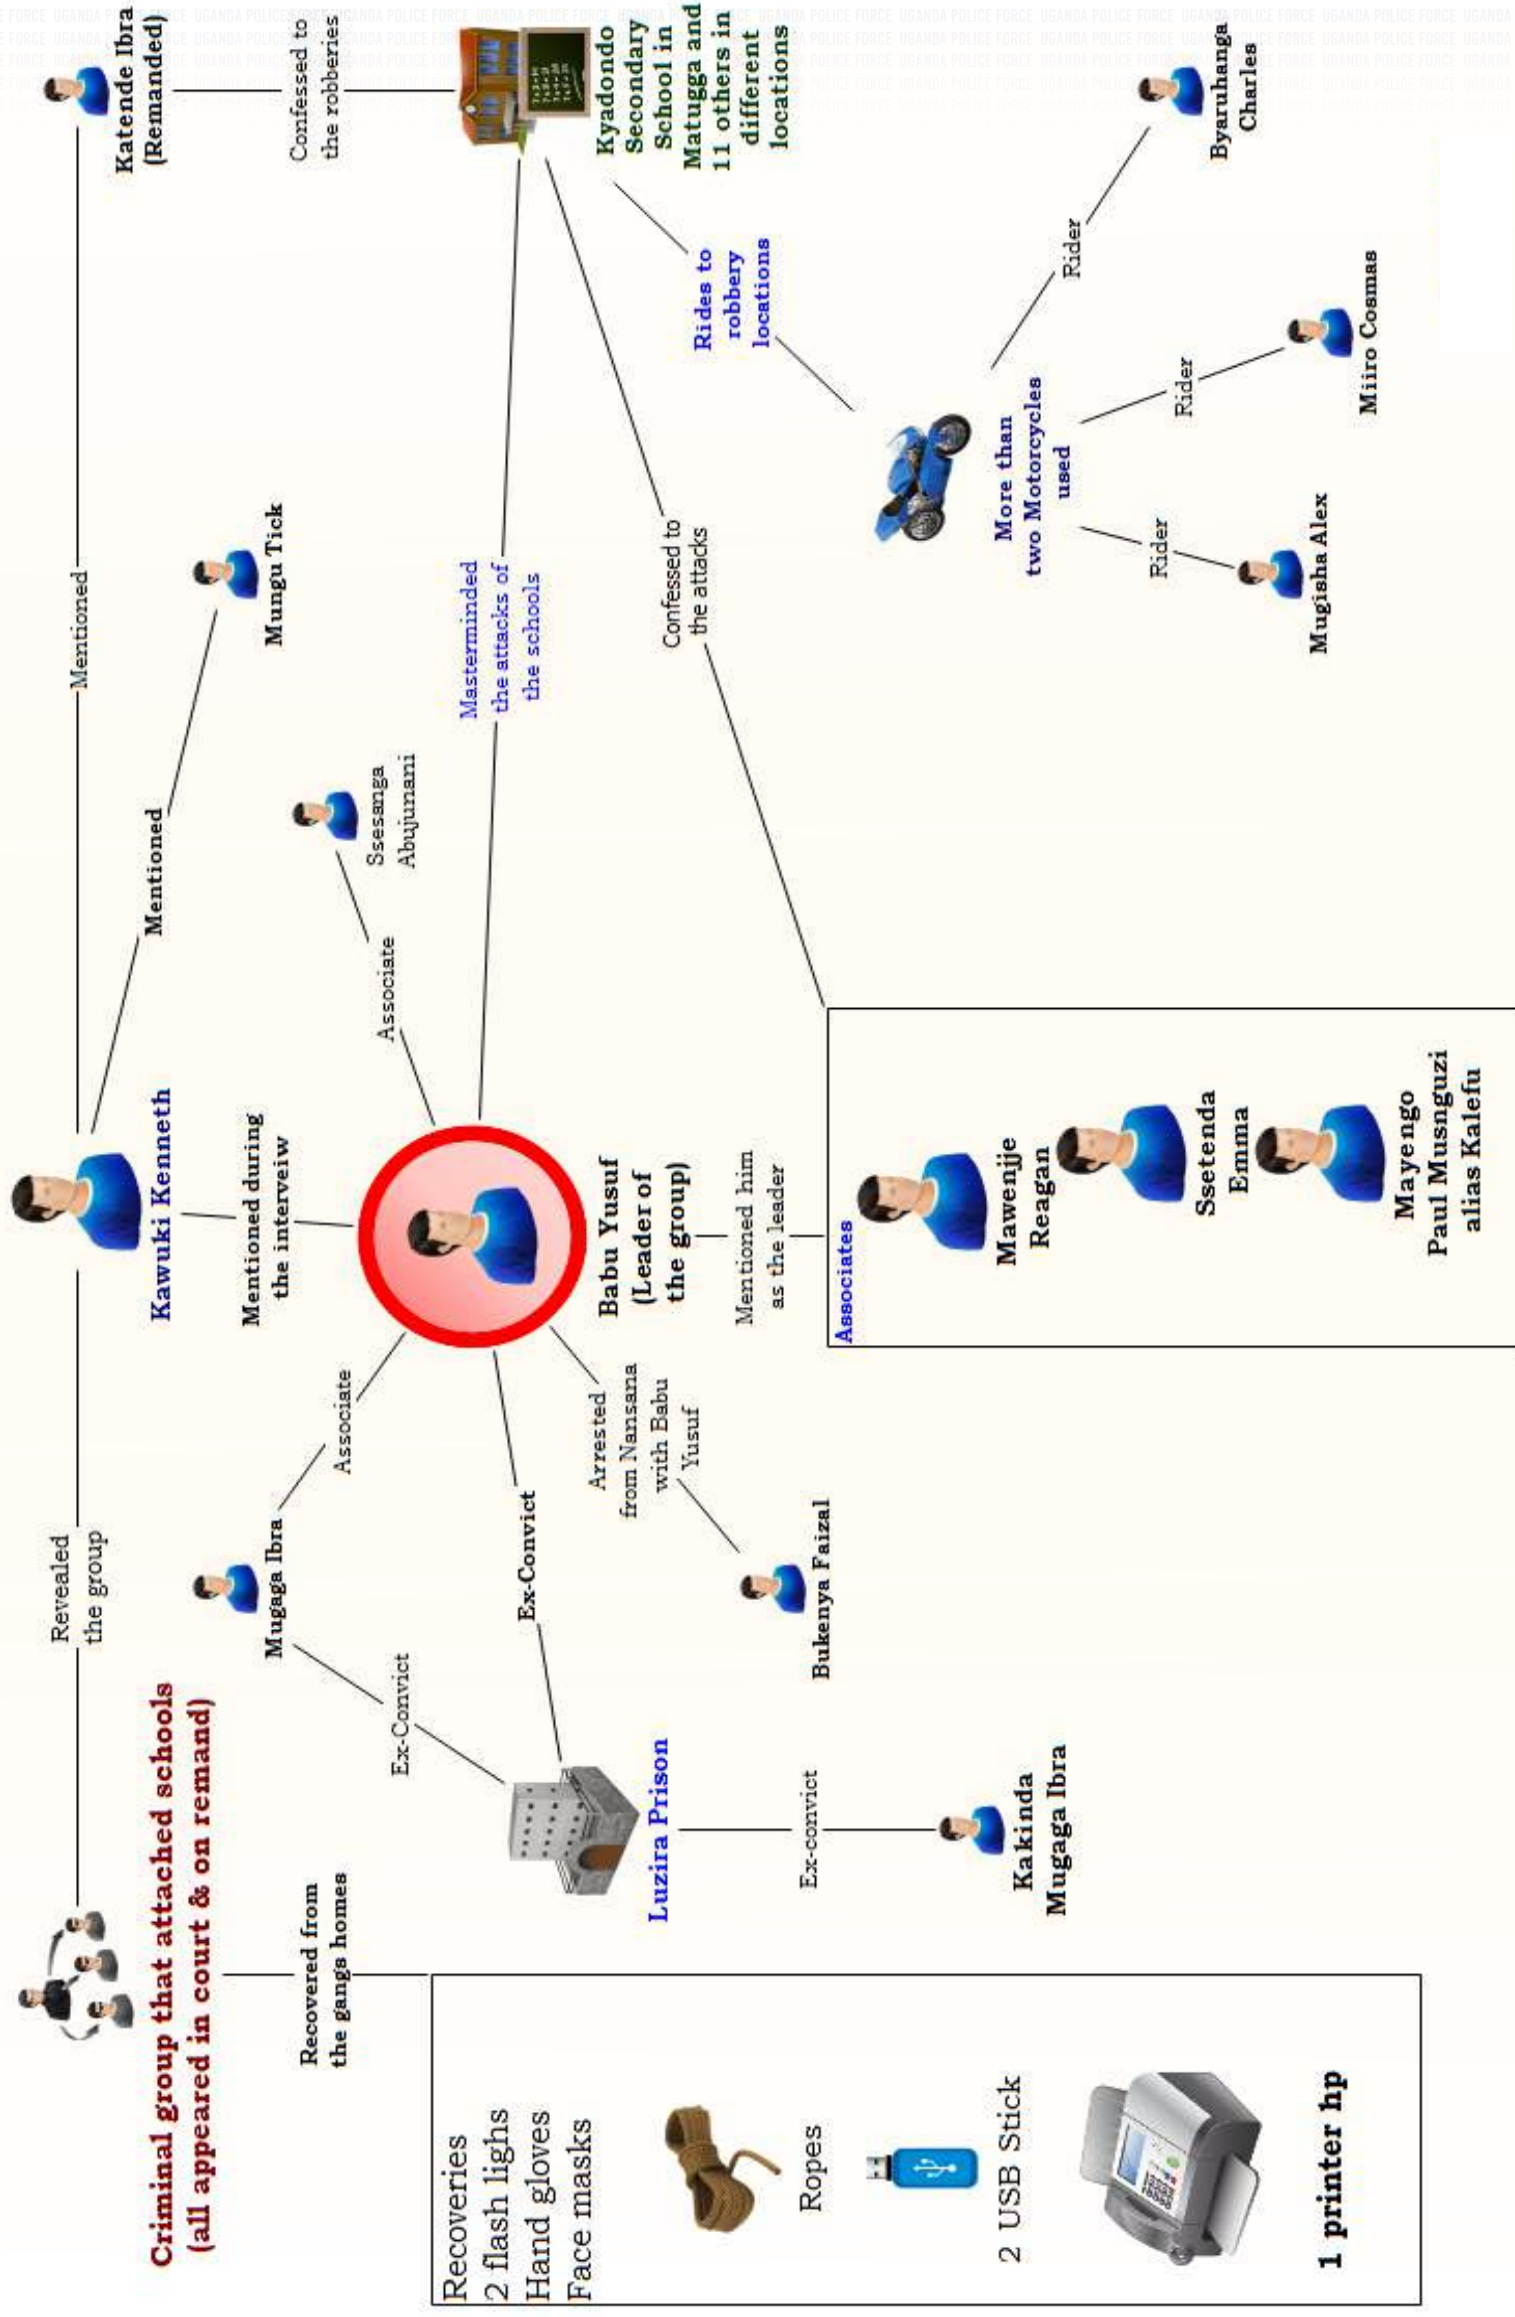 Criminal group that attached schools
(all appeared in court & on remand)
Revealed
the group
Kawuki Kenneth
Mentioned
Katende Ibra
(Remanded)
Mentioned
Mungu Tick
Confessed to
the robberies
Recovered from
the gangs homes
Mugaga Ibra
Associate
Mentioned during
the interveiw
Associate
Ssesanga
Abujunani
Ex-Convict
Ex-Convict
Masterminded
the attacks of
the schools
Kyadondo
Secondary
School in
Matugga and
11 others in
different
locations
Luzira Prison
Arrested
from Nansana
with Babu
Yusuf
Babu Yusuf
(Leader of
the group)
Confessed to
the attacks
Rides to
robbery
locations
Mentioned him
as the leader
Bukenya Faizal
Ex-convict
Kakinda
Mugaga Ibra
Associates
Mawenjje
Reagan
Ssetenda
Emma
Mayengo
Paul Musnguzi
alias Kalefu
More than
two Motorcycles
used
Rider
Mugisha Alex
Rider
Miiro Cosmas
Rider
Byaruhanga
Charles
Recoveries
2 flash lighs
Hand gloves
Face masks
Ropes
2 USB Stick
1 printer hp